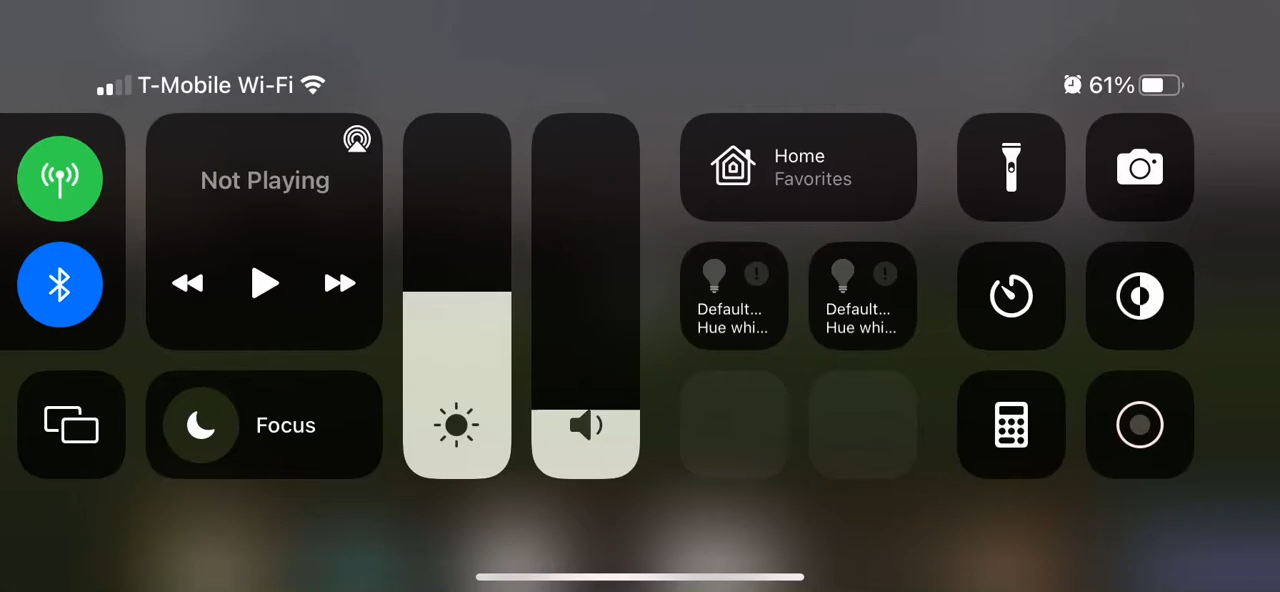 T-Mobile Wi-Fi
61%
Not Playing
Home
Favorites
Default...
Hue whi...
Default...
Hue whi...
Focus